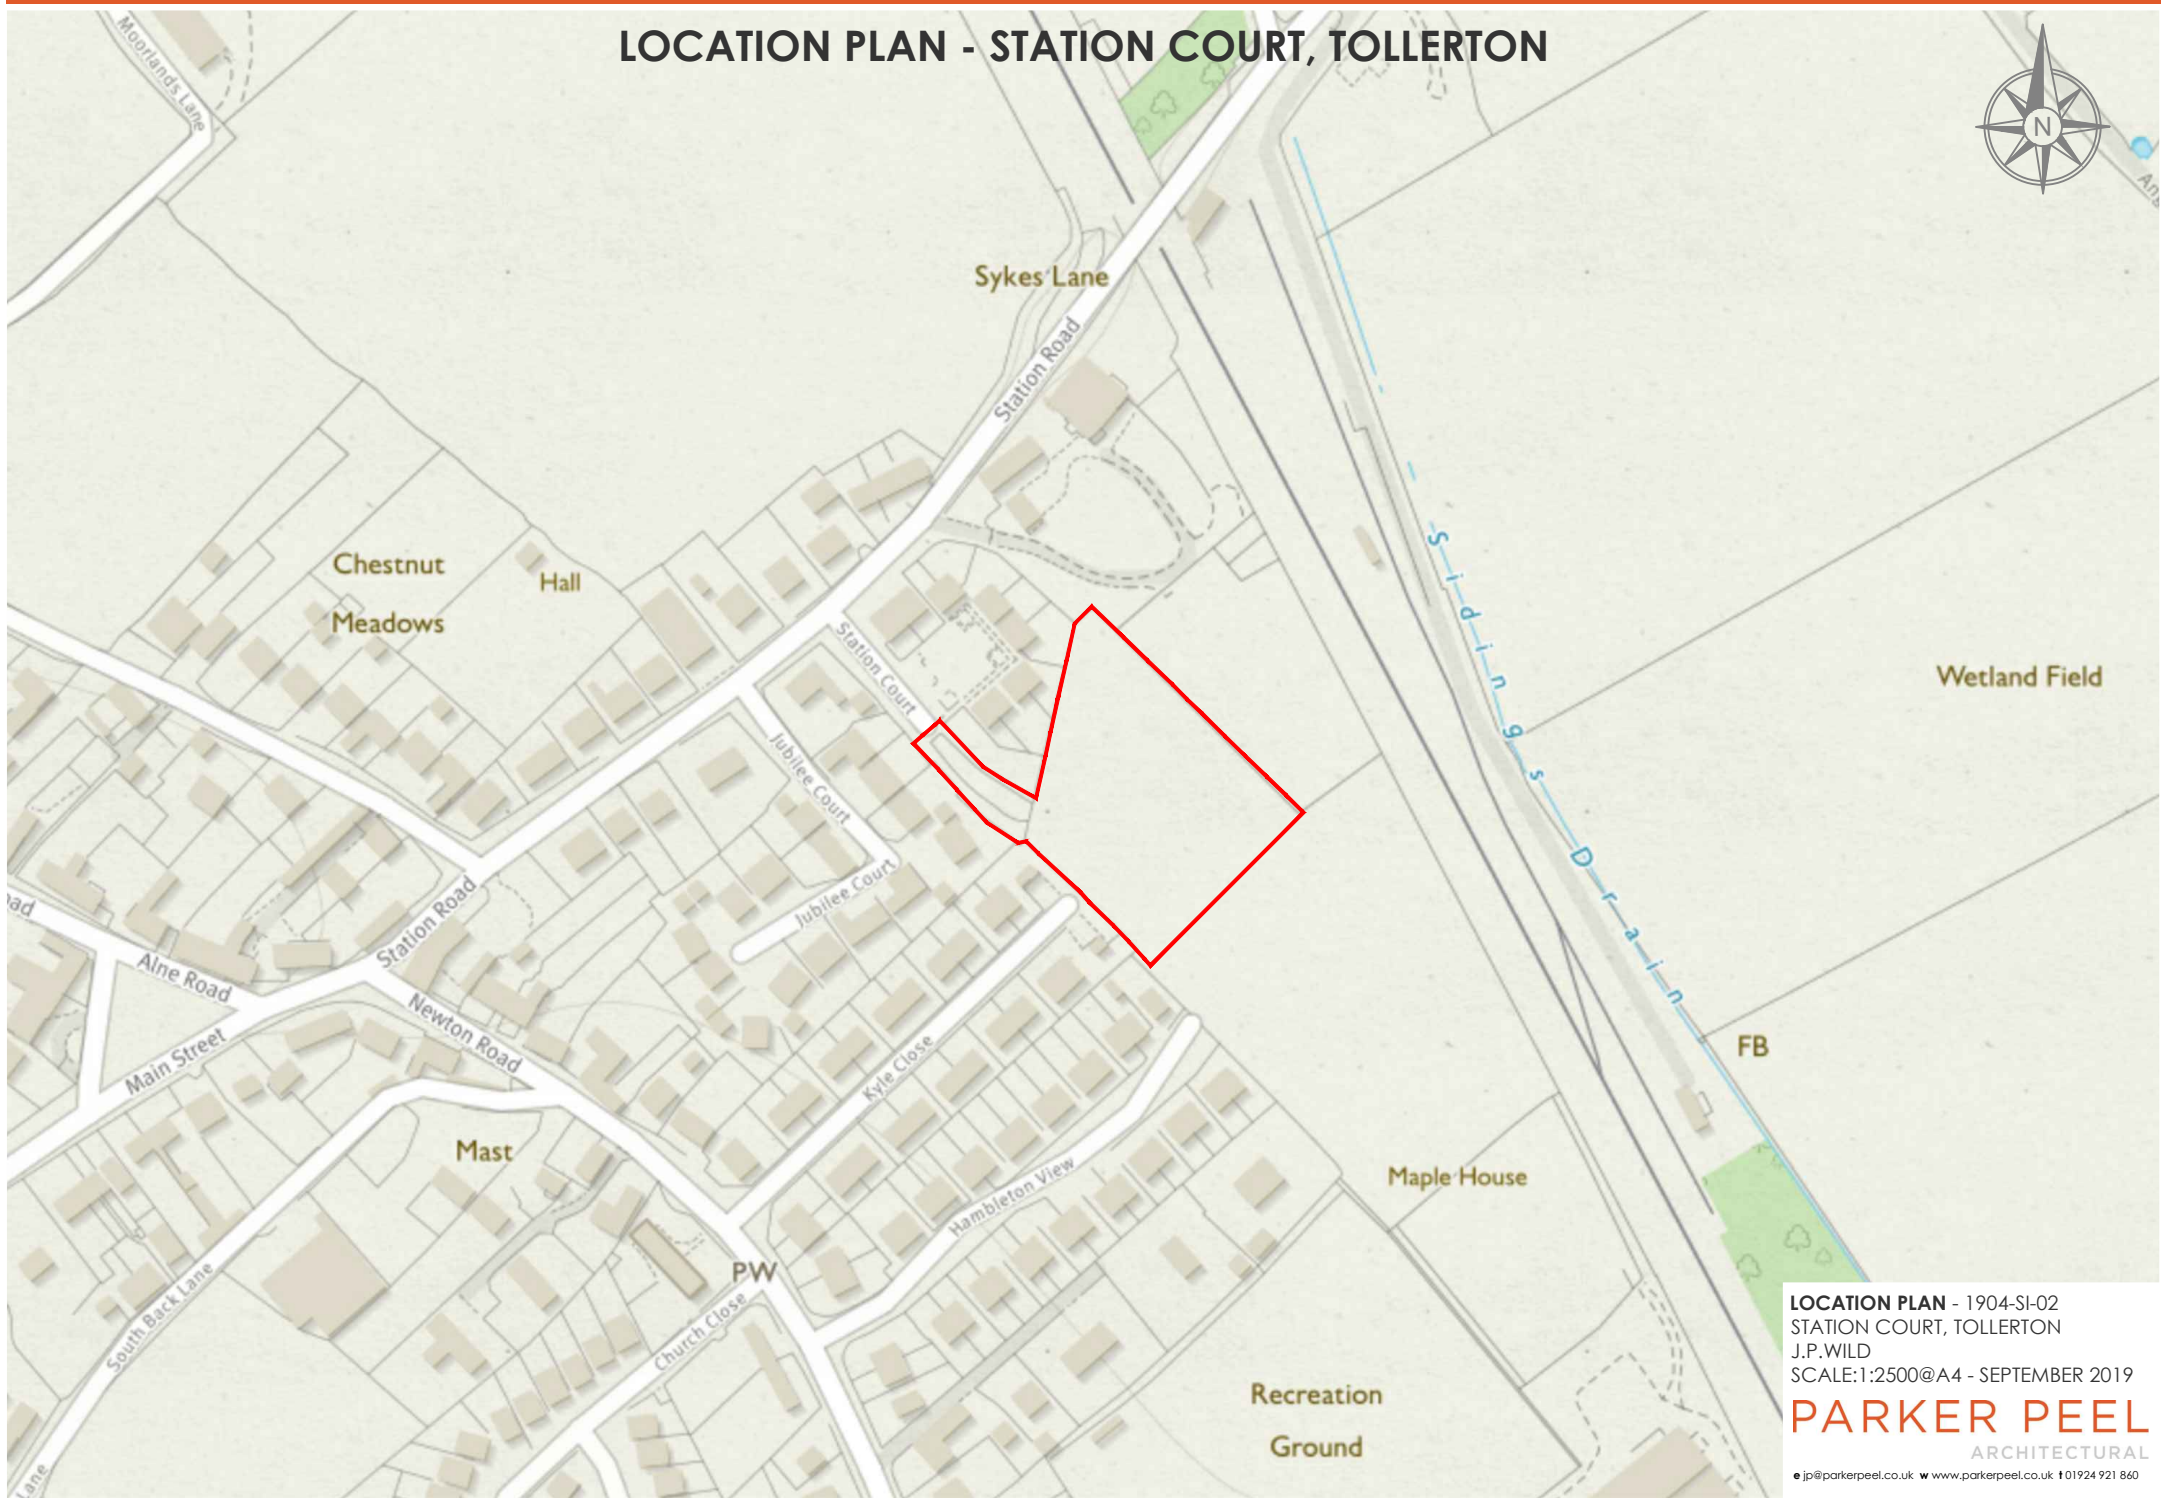 LOCATION PLAN - STATION COURT, TOLLERTON
Moorlands Lane
N
Sykes Lane
Station Road
Chestnut
Meadows
Hall
Station Court
Sidings Drain
Wetland Field
Jubilee Court
Jubilee Court
Station Road
Alne Road
Newton Road
Main Street
Kyle Close
FB
Mast
Maple House
Hambleton View
PW
South Back Lane
Church Close
Recreation
Ground
Lane
LOCATION PLAN - 1904-SI-02
STATION COURT, TOLLERTON
J.P.WILD
SCALE:1:2500@A4 - SEPTEMBER 2019
PARKER PEEL
ARCHITECTURAL
e jp@parkerpeel.co.uk w www.parkerpeel.co.uk t 01924 921 860